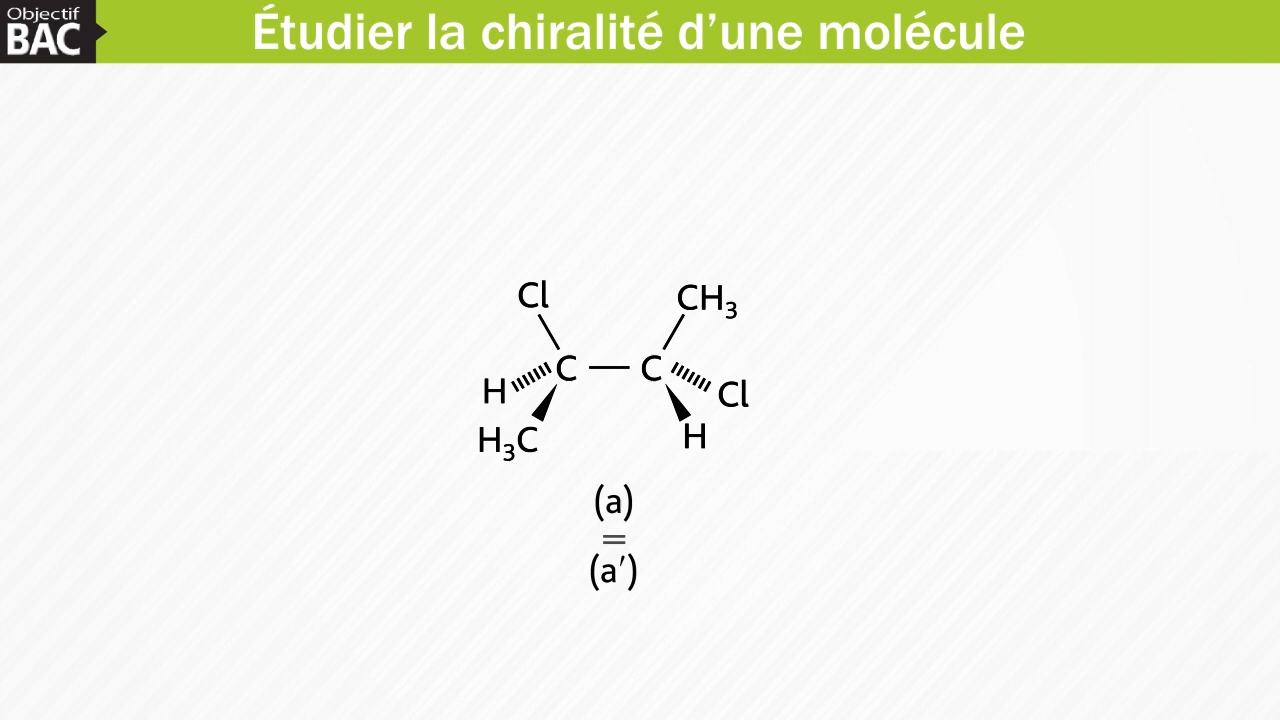 Objectif
BAC
Étudier la chiralité d’une molécule
Cl CH₃
C C
H Cl
H₃C H
(a)
=
(a′)